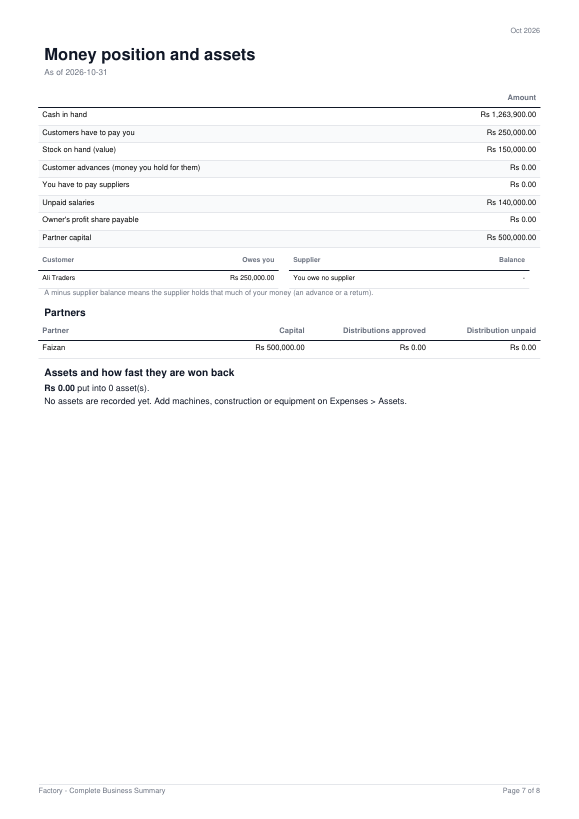 Oct 2026
Money position and assets
As of 2026-10-31
Amount
Cash in hand Rs 1,263,900.00
Customers have to pay you Rs 250,000.00
Stock on hand (value) Rs 150,000.00
Customer advances (money you hold for them) Rs 0.00
You have to pay suppliers Rs 0.00
Unpaid salaries Rs 140,000.00
Owner's profit share payable Rs 0.00
Partner capital Rs 500,000.00
Customer Owes you Supplier Balance
Ali Traders Rs 250,000.00 You owe no supplier -
A minus supplier balance means the supplier holds that much of your money (an advance or a return).
Partners
Partner Capital Distributions approved Distribution unpaid
Faizan Rs 500,000.00 Rs 0.00 Rs 0.00
Assets and how fast they are won back
Rs 0.00 put into 0 asset(s).
No assets are recorded yet. Add machines, construction or equipment on Expenses > Assets.
Factory - Complete Business Summary Page 7 of 8